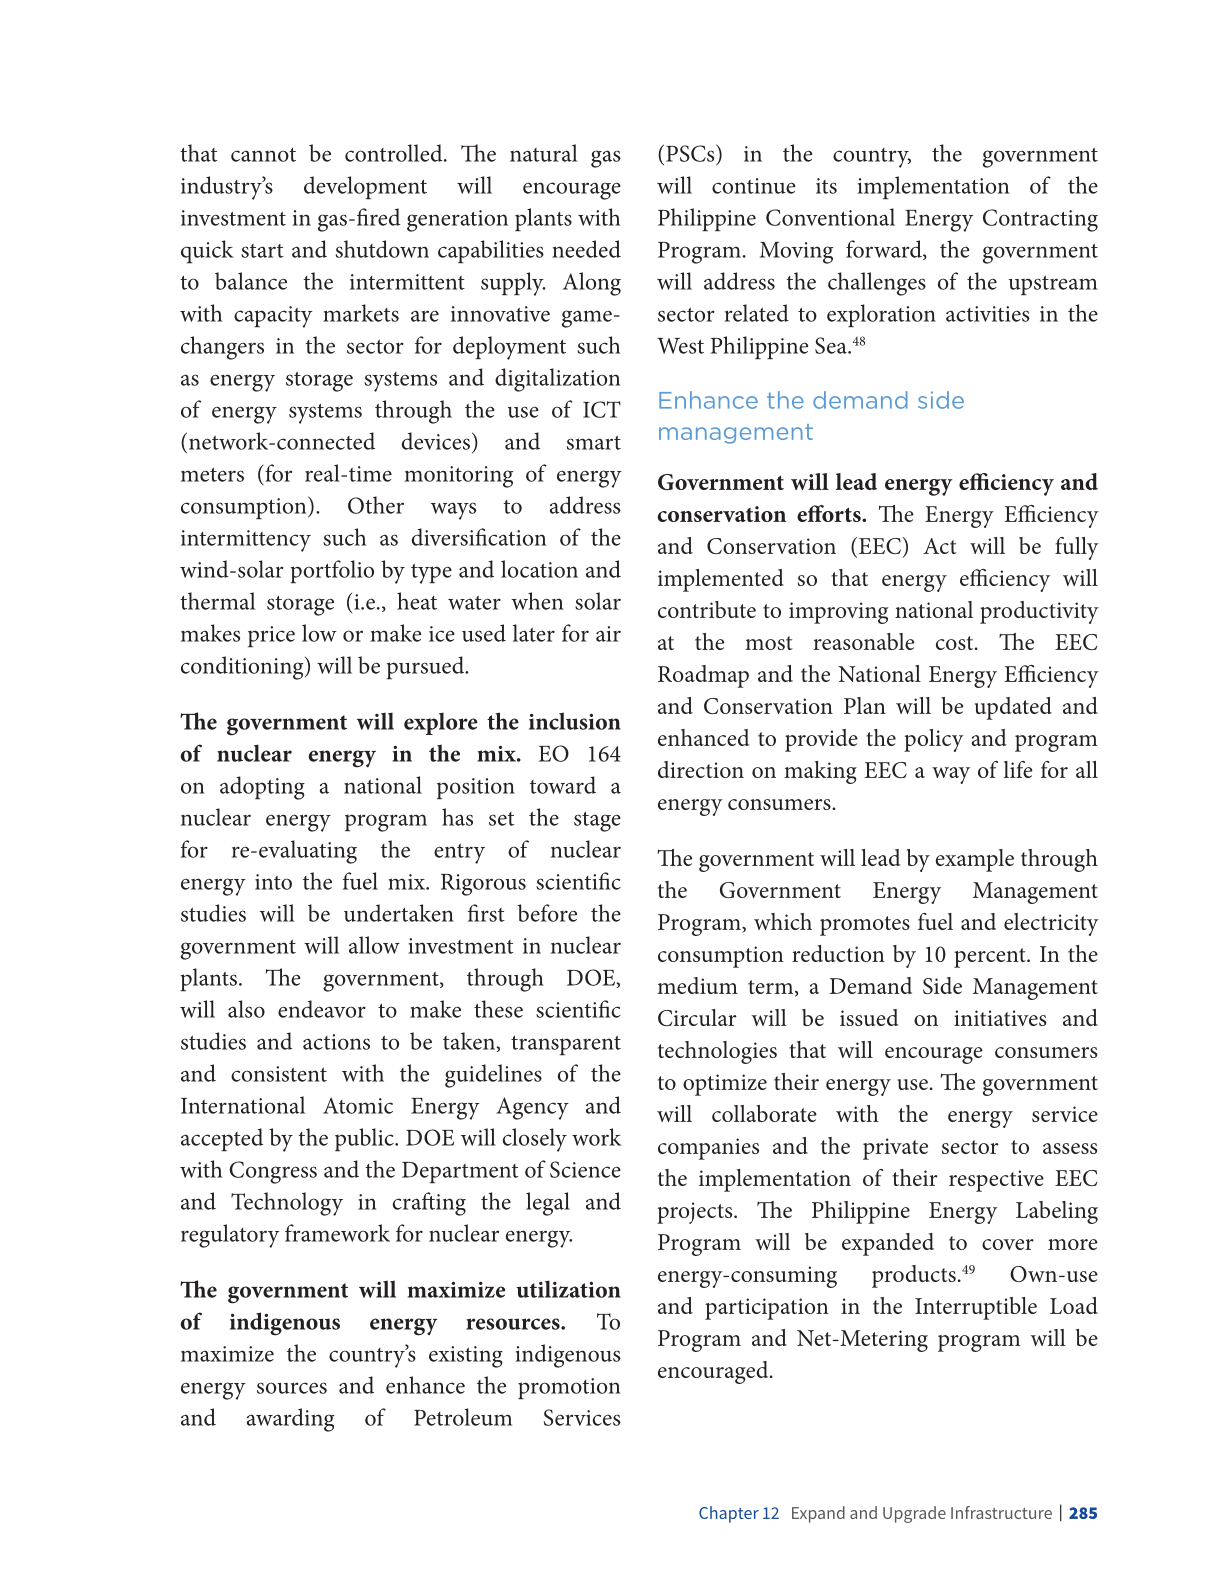 that cannot be controlled. The natural gas
industry’s development will encourage
investment in gas-fired generation plants with
quick start and shutdown capabilities needed
to balance the intermittent supply. Along
with capacity markets are innovative game-
changers in the sector for deployment such
as energy storage systems and digitalization
of energy systems through the use of ICT
(network-connected devices) and smart
meters (for real-time monitoring of energy
consumption). Other ways to address
intermittency such as diversification of the
wind-solar portfolio by type and location and
thermal storage (i.e., heat water when solar
makes price low or make ice used later for air
conditioning) will be pursued.
The government will explore the inclusion
of nuclear energy in the mix. EO 164
on adopting a national position toward a
nuclear energy program has set the stage
for re-evaluating the entry of nuclear
energy into the fuel mix. Rigorous scientific
studies will be undertaken first before the
government will allow investment in nuclear
plants. The government, through DOE,
will also endeavor to make these scientific
studies and actions to be taken, transparent
and consistent with the guidelines of the
International Atomic Energy Agency and
accepted by the public. DOE will closely work
with Congress and the Department of Science
and Technology in crafting the legal and
regulatory framework for nuclear energy.
The government will maximize utilization
of indigenous energy resources. To
maximize the country’s existing indigenous
energy sources and enhance the promotion
and awarding of Petroleum Services
(PSCs) in the country, the government
will continue its implementation of the
Philippine Conventional Energy Contracting
Program. Moving forward, the government
will address the challenges of the upstream
sector related to exploration activities in the
West Philippine Sea.48
Enhance the demand side
management
Government will lead energy efficiency and
conservation efforts. The Energy Efficiency
and Conservation (EEC) Act will be fully
implemented so that energy efficiency will
contribute to improving national productivity
at the most reasonable cost. The EEC
Roadmap and the National Energy Efficiency
and Conservation Plan will be updated and
enhanced to provide the policy and program
direction on making EEC a way of life for all
energy consumers.
The government will lead by example through
the Government Energy Management
Program, which promotes fuel and electricity
consumption reduction by 10 percent. In the
medium term, a Demand Side Management
Circular will be issued on initiatives and
technologies that will encourage consumers
to optimize their energy use. The government
will collaborate with the energy service
companies and the private sector to assess
the implementation of their respective EEC
projects. The Philippine Energy Labeling
Program will be expanded to cover more
energy-consuming products.49 Own-use
and participation in the Interruptible Load
Program and Net-Metering program will be
encouraged.
Chapter 12 Expand and Upgrade Infrastructure | 285